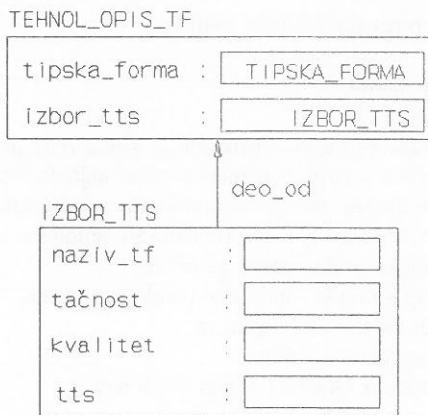 TEHNOL_OPIS_TF
tipska_forma : TIPSKA_FORMA
izbor_tts : IZBOR_TTS
deo_od
IZBOR_TTS
naziv_tf :
tačnost :
kvalitet :
tts :